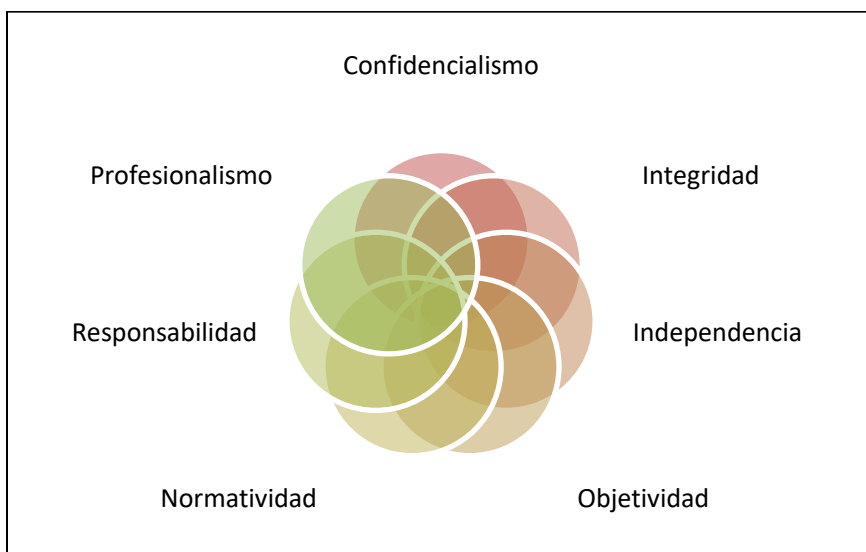 Confidencialismo
Profesionalismo
Integridad
Responsabilidad
Independencia
Normatividad
Objetividad